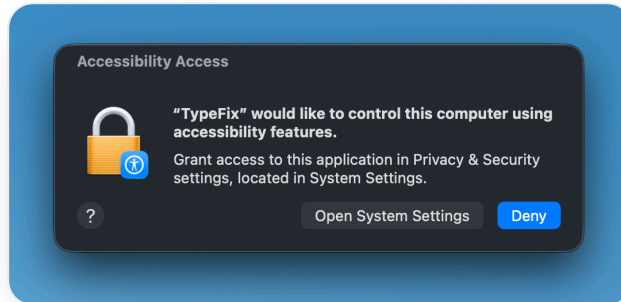 Accessibility Access
“TypeFix” would like to control this computer using
accessibility features.
Grant access to this application in Privacy & Security
settings, located in System Settings.
?
Open System Settings
Deny